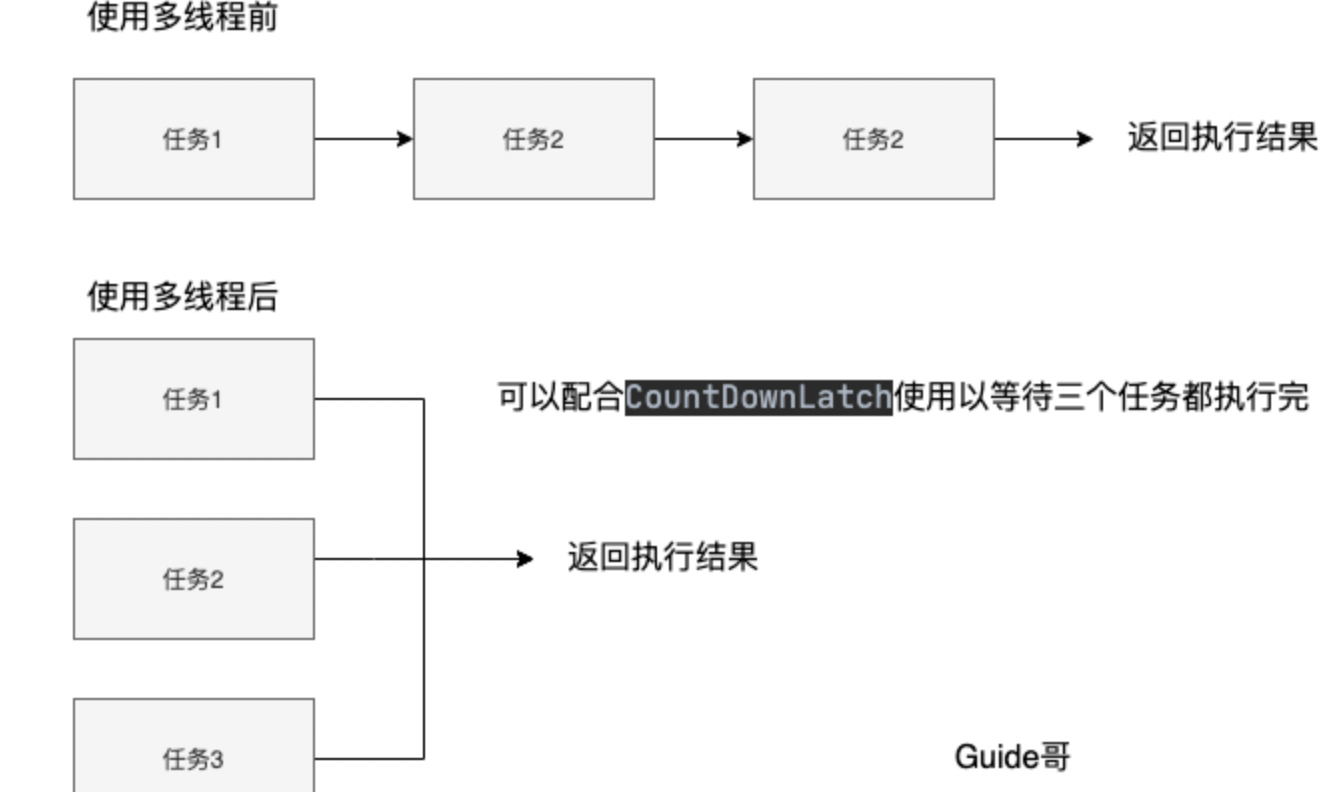 使用多线程前
任务1
任务2
任务2
返回执行结果
使用多线程后
任务1
可以配合CountDownLatch使用以等待三个任务都执行完
任务2
返回执行结果
任务3
Guide哥